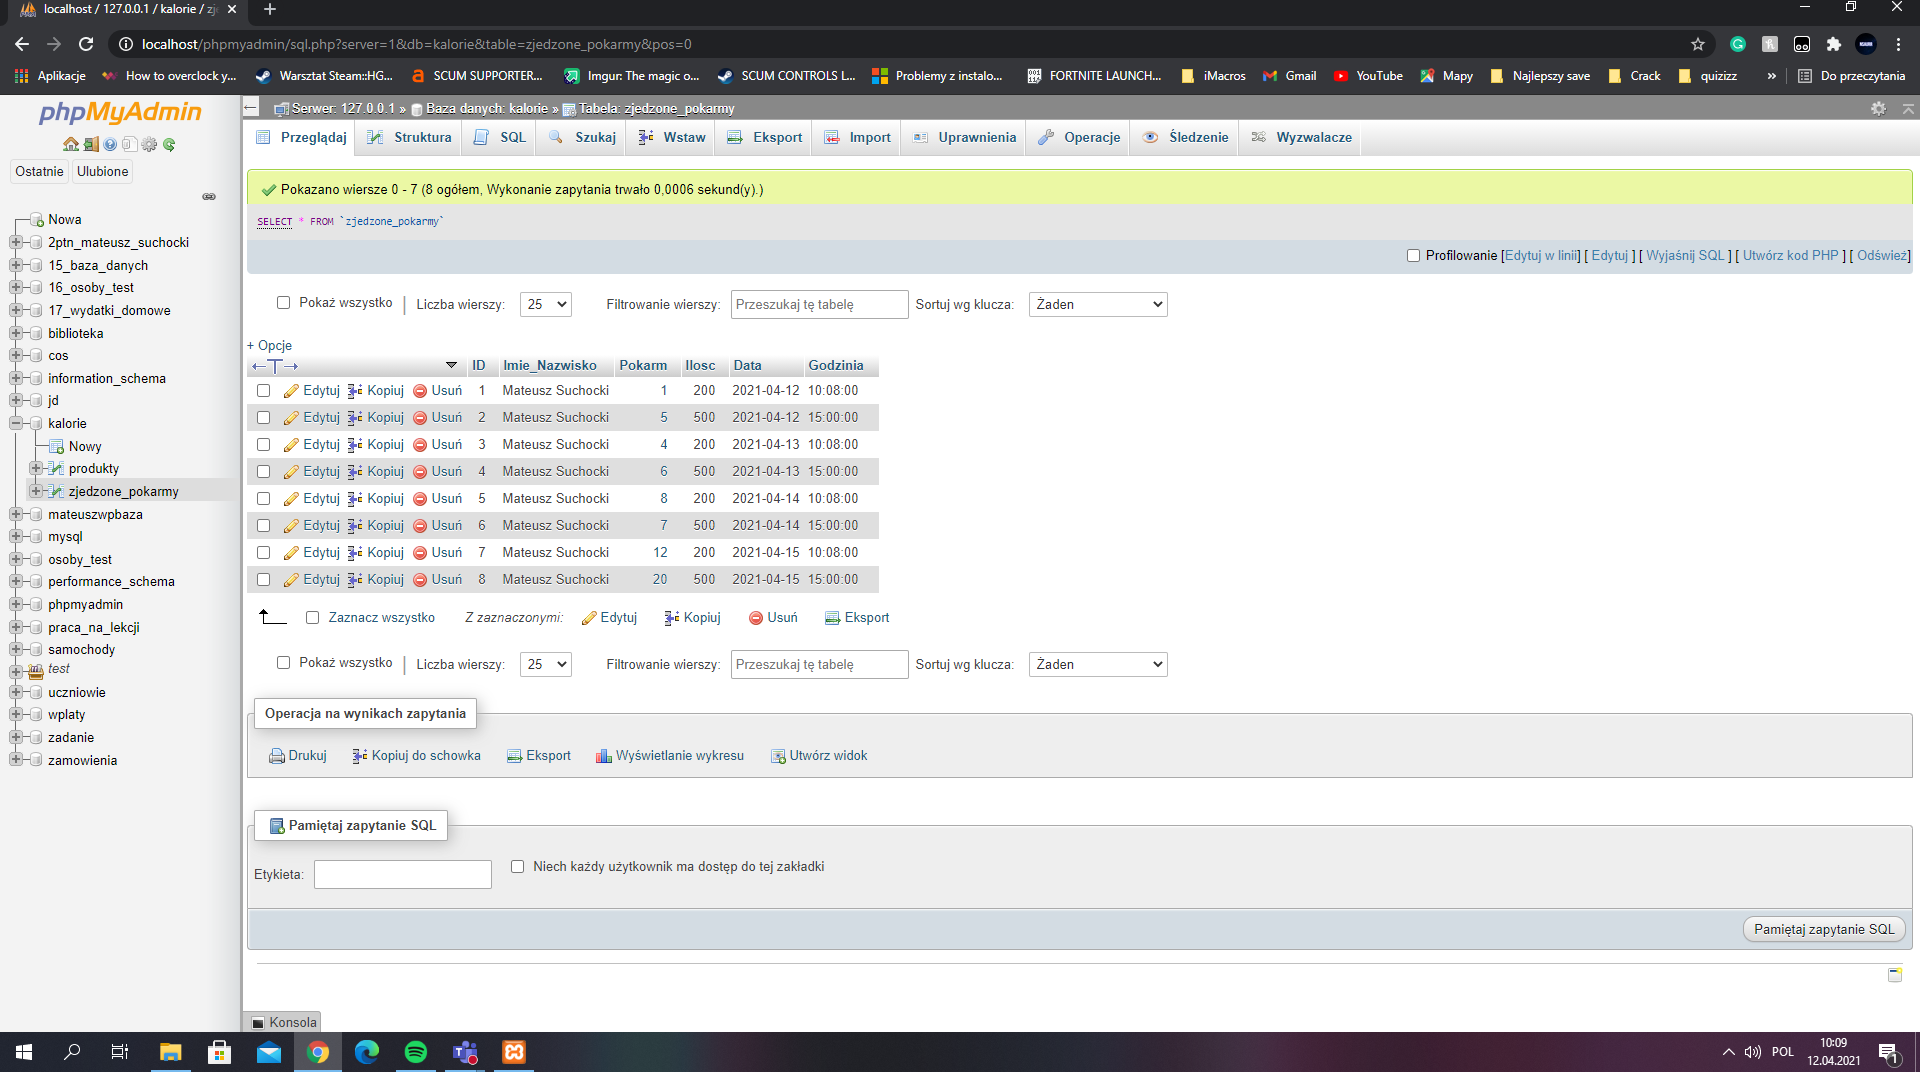 localhost / 127.0.0.1 / kalorie / zj
localhost/phpmyadmin/sql.php?server=1&db=kalorie&table=zjedzone_pokarmy&pos=0
Aplikacje How to overclock y... Warsztat Steam::HG... SCUM SUPPORTER... Imgur: The magic o... SCUM CONTROLS L... Problemy z instalo... FORTNITE LAUNCH... iMacros Gmail YouTube Mapy Najlepszy save Crack quizizz » Do przeczytania
phpMyAdmin
Ostatnie Ulubione
Nowa
2ptn_mateusz_suchocki
15_baza_danych
16_osoby_test
17_wydatki_domowe
biblioteka
cos
information_schema
jd
kalorie
Nowy
produkty
zjedzone_pokarmy
mateuszwpbaza
mysql
osoby_test
performance_schema
phpmyadmin
praca_na_lekcji
samochody
test
uczniowie
wplaty
zadanie
zamowienia
Serwer: 127.0.0.1 » Baza danych: kalorie » Tabela: zjedzone_pokarmy
Przeglądaj Struktura SQL Szukaj Wstaw Eksport Import Uprawnienia Operacje Śledzenie Wyzwalacze
Pokazano wiersze 0 - 7 (8 ogółem, Wykonanie zapytania trwało 0,0006 sekund(y).)
SELECT * FROM `zjedzone_pokarmy`
Profilowanie [Edytuj w linii] [ Edytuj ] [ Wyjaśnij SQL ] [ Utwórz kod PHP ] [ Odśwież]
Pokaż wszystko | Liczba wierszy: 25 Filtrowanie wierszy: Przeszukaj tę tabelę Sortuj wg klucza: Żaden
+ Opcje
←T→ ID Imie_Nazwisko Pokarm Ilosc Data Godzinia
Edytuj Kopiuj Usuń 1 Mateusz Suchocki 1 200 2021-04-12 10:08:00
Edytuj Kopiuj Usuń 2 Mateusz Suchocki 5 500 2021-04-12 15:00:00
Edytuj Kopiuj Usuń 3 Mateusz Suchocki 4 200 2021-04-13 10:08:00
Edytuj Kopiuj Usuń 4 Mateusz Suchocki 6 500 2021-04-13 15:00:00
Edytuj Kopiuj Usuń 5 Mateusz Suchocki 8 200 2021-04-14 10:08:00
Edytuj Kopiuj Usuń 6 Mateusz Suchocki 7 500 2021-04-14 15:00:00
Edytuj Kopiuj Usuń 7 Mateusz Suchocki 12 200 2021-04-15 10:08:00
Edytuj Kopiuj Usuń 8 Mateusz Suchocki 20 500 2021-04-15 15:00:00
Zaznacz wszystko Z zaznaczonymi: Edytuj Kopiuj Usuń Eksport
Pokaż wszystko | Liczba wierszy: 25 Filtrowanie wierszy: Przeszukaj tę tabelę Sortuj wg klucza: Żaden
Operacja na wynikach zapytania
Drukuj Kopiuj do schowka Eksport Wyświetlanie wykresu Utwórz widok
Pamiętaj zapytanie SQL
Etykieta: Niech każdy użytkownik ma dostęp do tej zakładki
Pamiętaj zapytanie SQL
Konsola
POL
10:09
12.04.2021
1